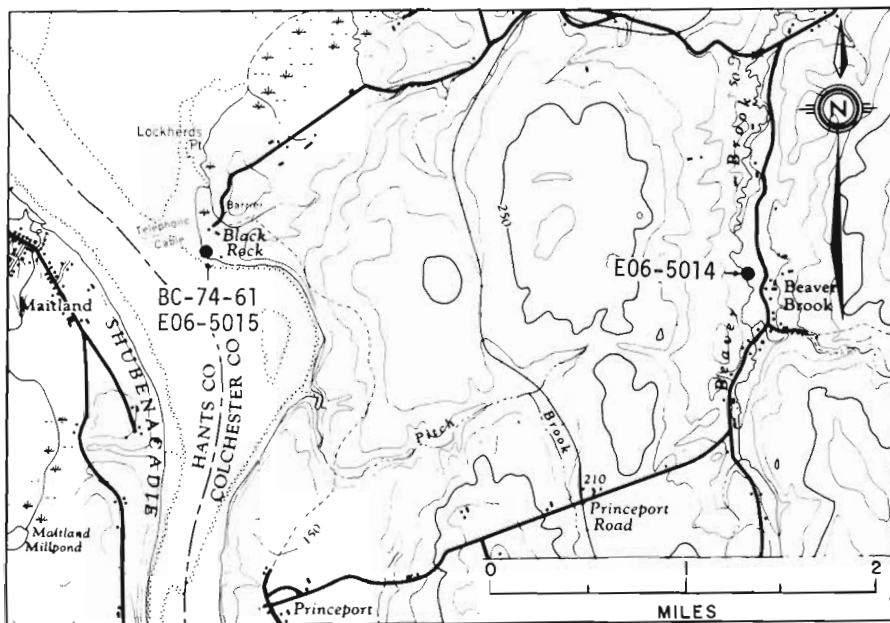 Lockherds
Pt
Barrier
Telephone
Cable
Black
Rock
BC-74-61
E06-5015
Maitland
SHUBENACADIE
HANTS CO
COLCHESTER CO
Maitland
Millpond
150
Princeport
Pitch
Brook
250
210
Princeport
Road
50
Brook
Beaver
E06-5014
Beaver
Brook
N
0 1 2
MILES